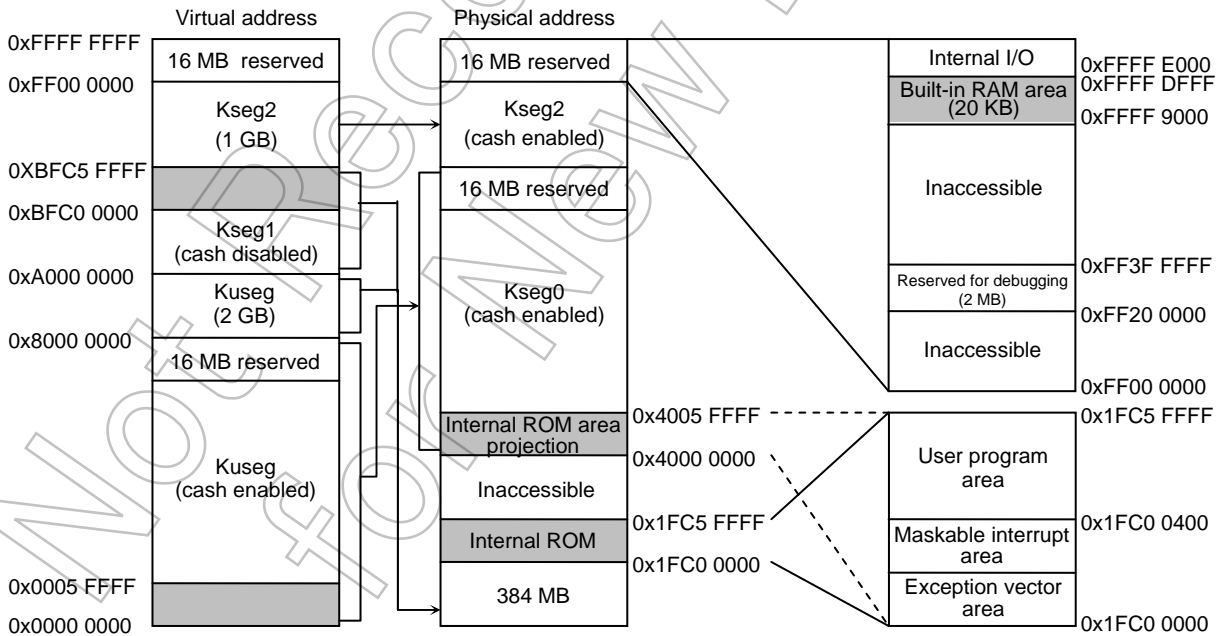 Virtual address
Physical address
0xFFFF FFFF
16 MB reserved
0xFF00 0000
Kseg2
(1 GB)
0XBFC5 FFFF
0xBFC0 0000
Kseg1
(cash disabled)
0xA000 0000
Kuseg
(2 GB)
0x8000 0000
16 MB reserved
Kuseg
(cash enabled)
0x0005 FFFF
0x0000 0000
16 MB reserved
Kseg2
(cash enabled)
16 MB reserved
Kseg0
(cash enabled)
Internal ROM area
projection
0x4005 FFFF
0x4000 0000
Inaccessible
0x1FC5 FFFF
Internal ROM
0x1FC0 0000
384 MB
Internal I/O
0xFFFF E000
0xFFFF DFFF
Built-in RAM area
(20 KB)
0xFFFF 9000
Inaccessible
0xFF3F FFFF
Reserved for debugging
(2 MB)
0xFF20 0000
Inaccessible
0xFF00 0000
0x1FC5 FFFF
User program
area
0x1FC0 0400
Maskable interrupt
area
Exception vector
area
0x1FC0 0000
Not Reco
for New